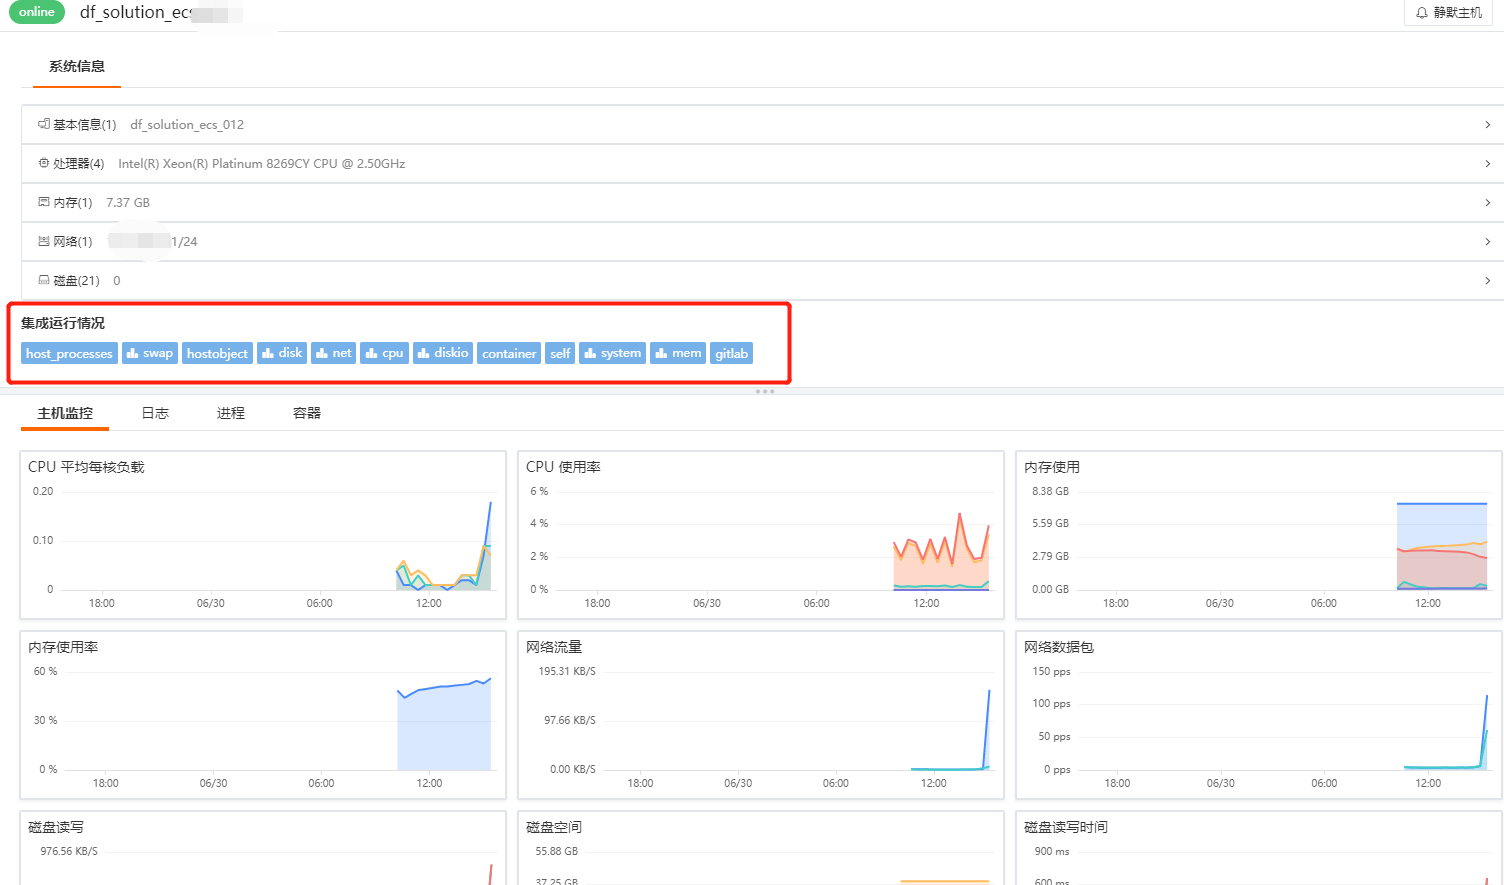 online df_solution_ecs 静默主机
系统信息
基本信息(1) df_solution_ecs_012
处理器(4) Intel(R) Xeon(R) Platinum 8269CY CPU @ 2.50GHz
内存(1) 7.37 GB
网络(1) 1/24
磁盘(21) 0
集成运行情况
host_processes swap hostobject disk net cpu diskio container self system mem gitlab
主机监控 日志 进程 容器
CPU 平均每核负载
0.20
0.10
0
18:00 06/30 06:00 12:00
CPU 使用率
6 %
4 %
2 %
0 %
18:00 06/30 06:00 12:00
内存使用
8.38 GB
5.59 GB
2.79 GB
0.00 GB
18:00 06/30 06:00 12:00
内存使用率
60 %
30 %
0 %
18:00 06/30 06:00 12:00
网络流量
195.31 KB/S
97.66 KB/S
0.00 KB/S
18:00 06/30 06:00 12:00
网络数据包
150 pps
100 pps
50 pps
0 pps
18:00 06/30 06:00 12:00
磁盘读写
976.56 KB/S
磁盘空间
55.88 GB
37.25 GB
磁盘读写时间
900 ms
600 ms